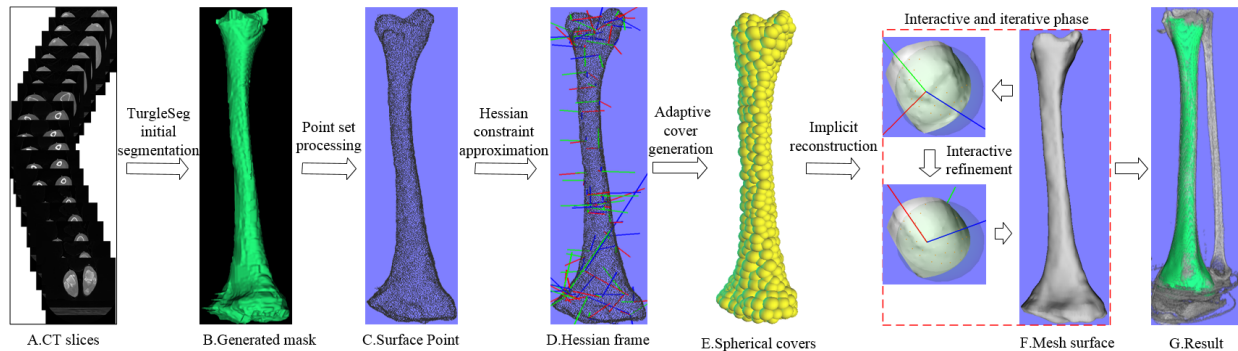 Interactive and iterative phase
TurgleSeg
initial
segmentation
Point set
processing
Hessian
constraint
approximation
Adaptive
cover
generation
Implicit
reconstruction
Interactive
refinement
A.CT slices
B.Generated mask
C.Surface Point
D.Hessian frame
E.Spherical covers
F.Mesh surface
G.Result